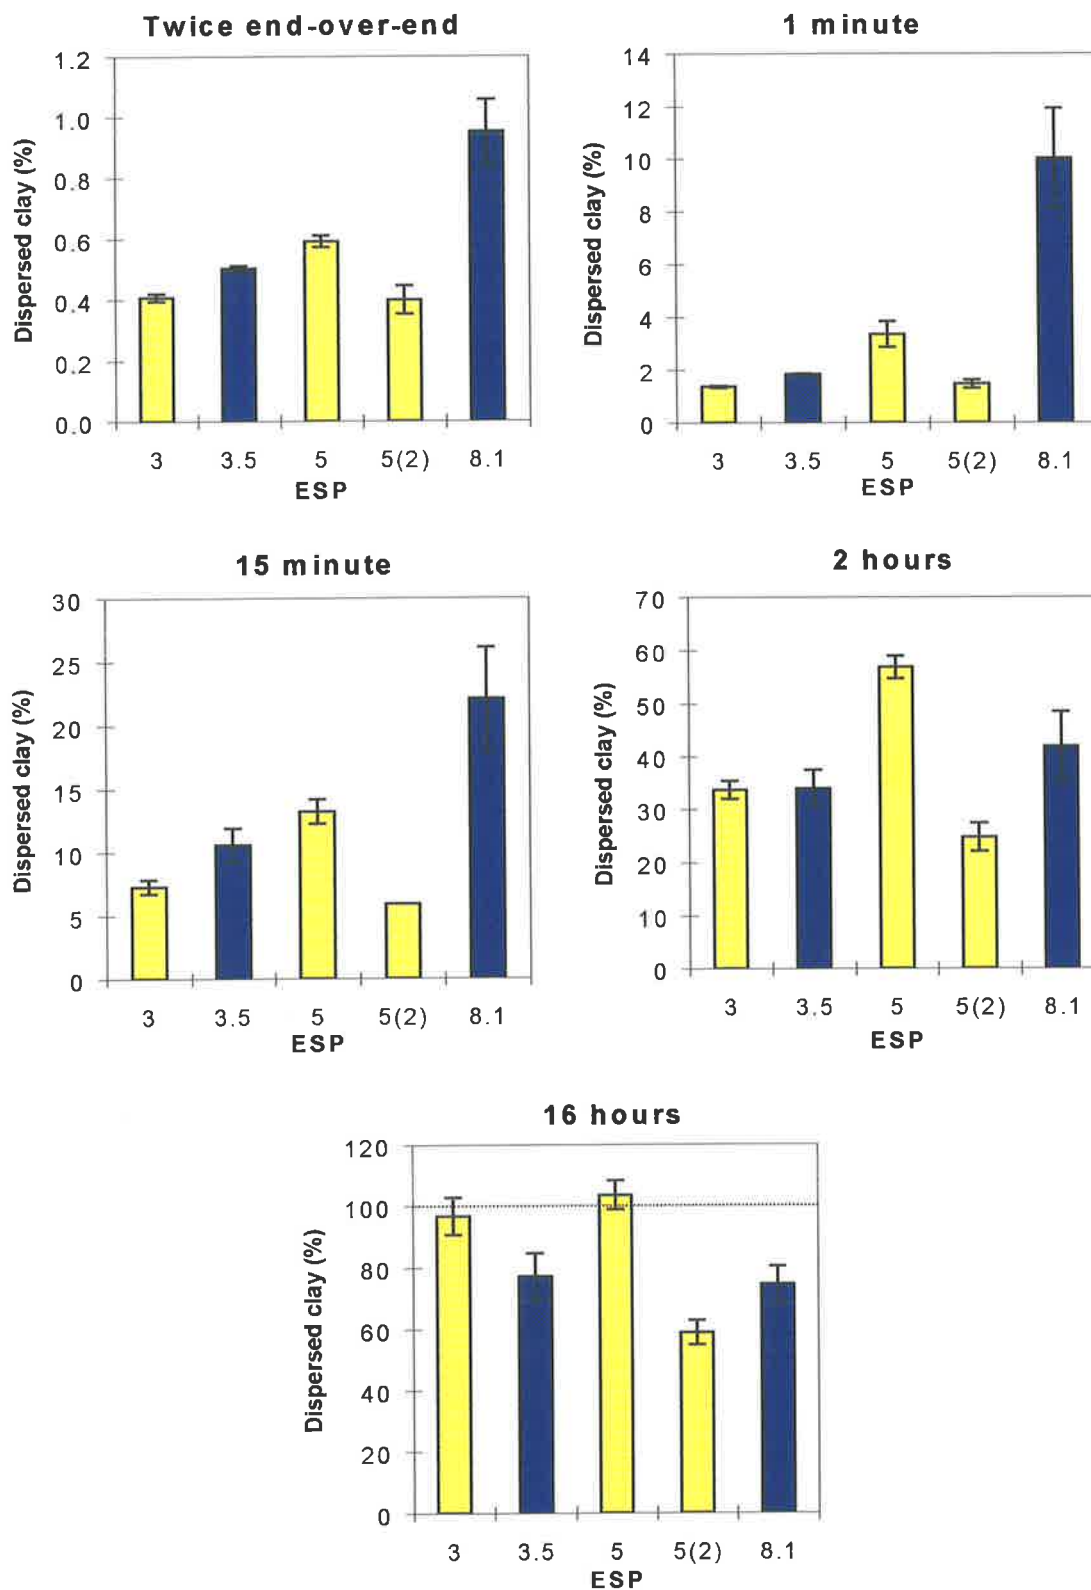 Twice end-over-end
Dispersed clay (%)
1.2
1.0
0.8
0.6
0.4
0.2
0.0
3 3.5 5 5(2) 8.1
ESP
1 minute
Dispersed clay (%)
14
12
10
8
6
4
2
0
3 3.5 5 5(2) 8.1
ESP
15 minute
Dispersed clay (%)
30
25
20
15
10
5
0
3 3.5 5 5(2) 8.1
ESP
2 hours
Dispersed clay (%)
70
60
50
40
30
20
10
0
3 3.5 5 5(2) 8.1
ESP
16 hours
Dispersed clay (%)
120
100
80
60
40
20
0
3 3.5 5 5(2) 8.1
ESP